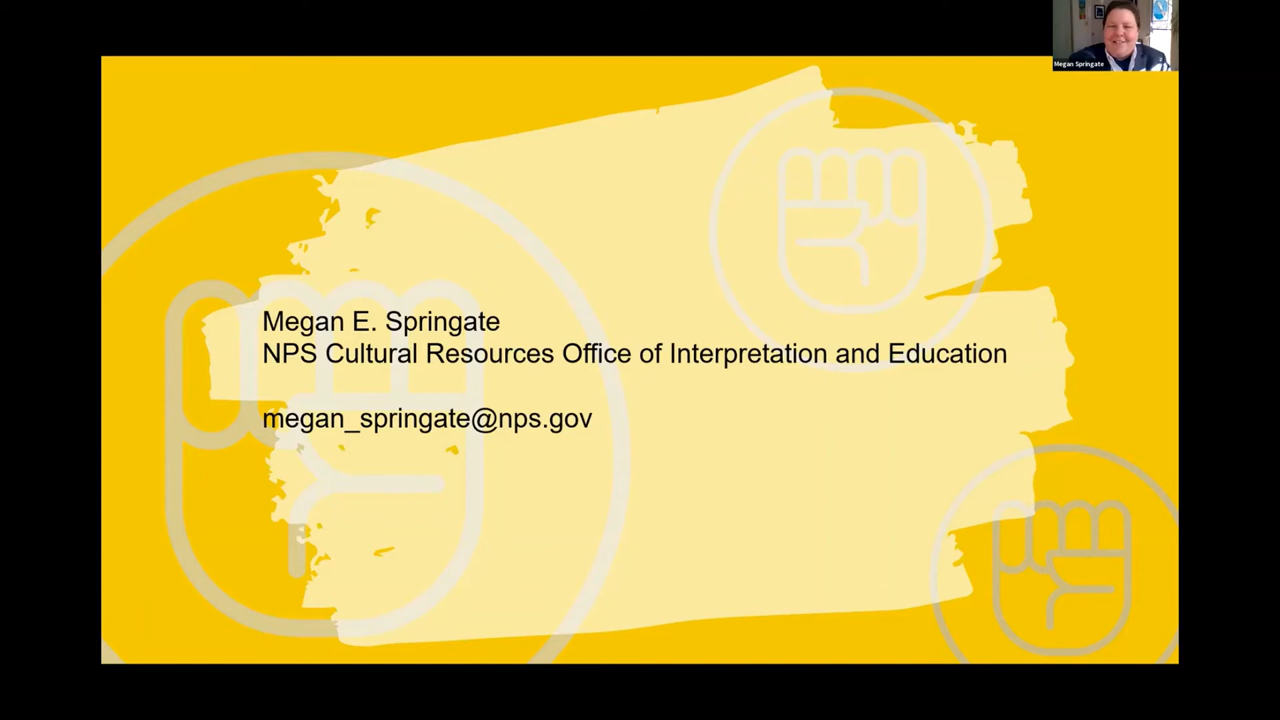 Megan Springate
Megan E. Springate
NPS Cultural Resources Office of Interpretation and Education
megan_springate@nps.gov